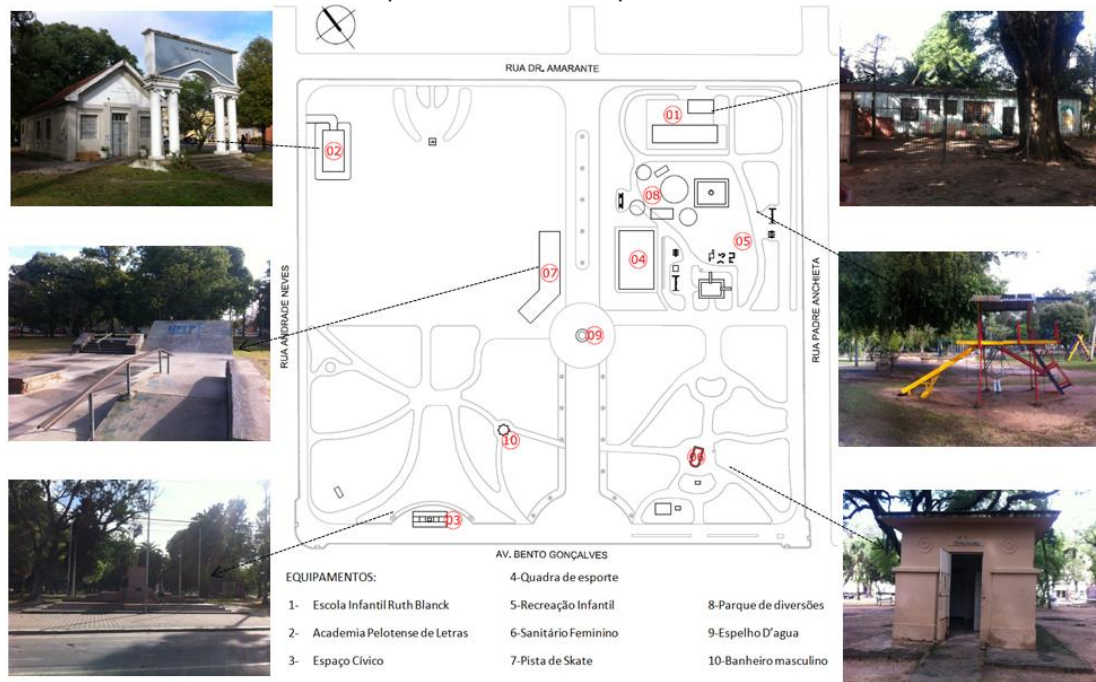 RUA DR. AMARANTE
01
02
08
05
04
07
RUA ANDRADE NEVES
RUA PADRE ANCHIETA
09
10
06
03
AV. BENTO GONÇALVES
EQUIPAMENTOS:
1- Escola Infantil Ruth Blanck
2- Academia Pelotense de Letras
3- Espaço Cívico
4-Quadra de esporte
5-Recreação Infantil
6-Sanitário Feminino
7-Pista de Skate
8-Parque de diversões
9-Espelho D'agua
10-Banheiro masculino